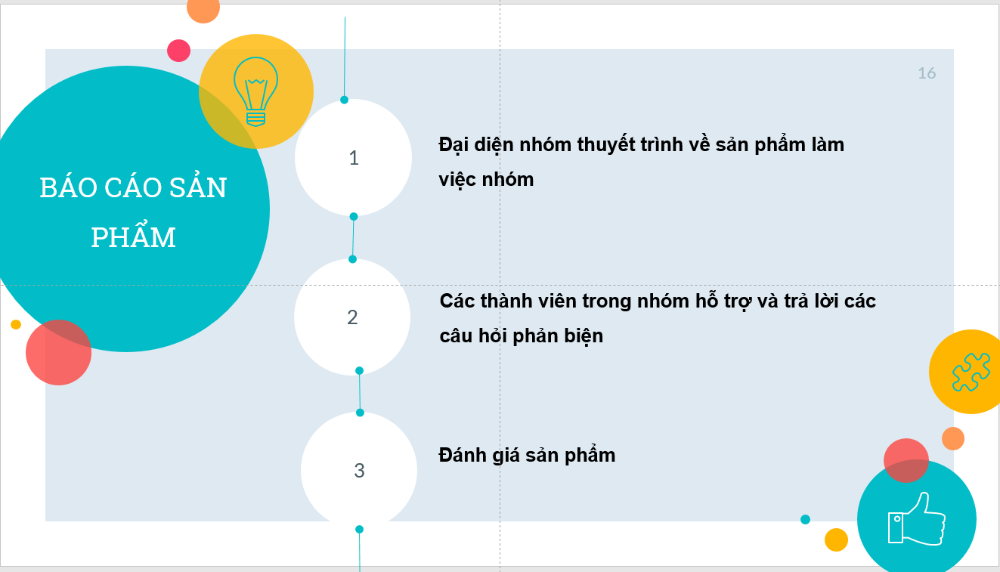 16
BÁO CÁO SẢN
PHẨM
1
Đại diện nhóm thuyết trình về sản phẩm làm
việc nhóm
2
Các thành viên trong nhóm hỗ trợ và trả lời các
câu hỏi phản biện
3
Đánh giá sản phẩm